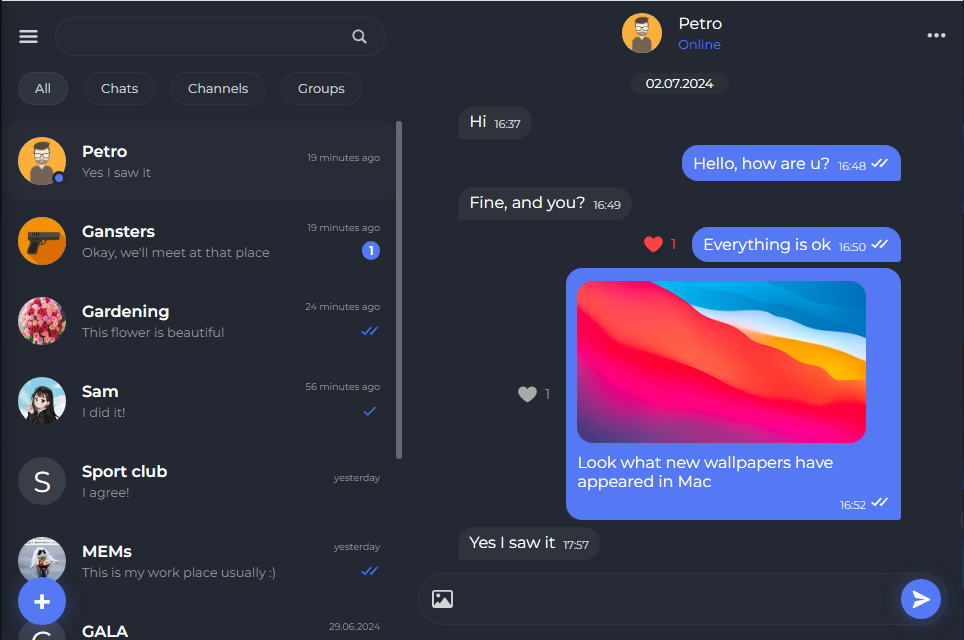 All
Chats
Channels
Groups
Petro
19 minutes ago
Yes I saw it
Gansters
19 minutes ago
Okay, we'll meet at that place
1
Gardening
24 minutes ago
This flower is beautiful
Sam
56 minutes ago
I did it!
S
Sport club
yesterday
I agree!
MEMs
yesterday
This is my work place usually :)
GALA
29.06.2024
Petro
Online
02.07.2024
Hi 16:37
Hello, how are u? 16:48
Fine, and you? 16:49
1
Everything is ok 16:50
1
Look what new wallpapers have
appeared in Mac
16:52
Yes I saw it 17:57